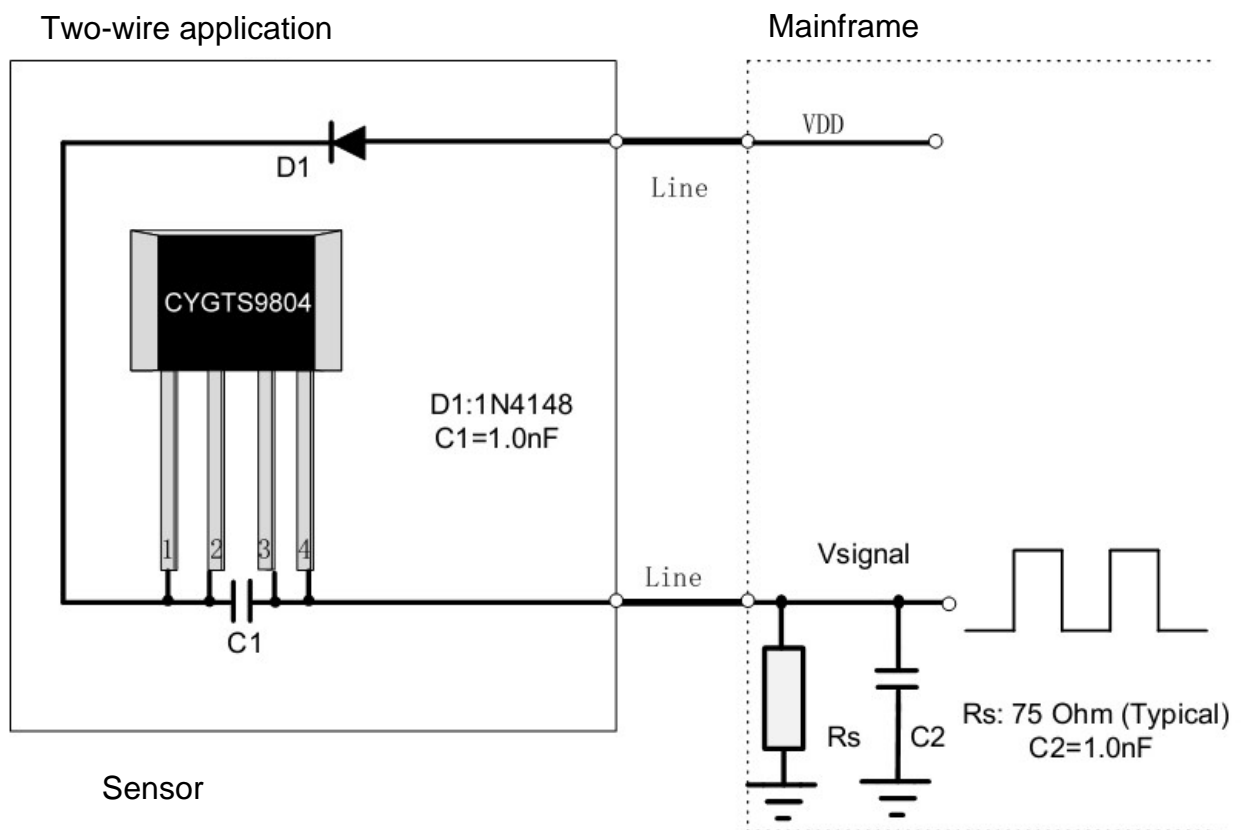 Two-wire application
Mainframe
VDD
D1
Line
CYGTS9804
D1:1N4148
C1=1.0nF
1 2 3 4
Vsignal
Line
C1
Rs: 75 Ohm (Typical)
Rs C2
C2=1.0nF
Sensor